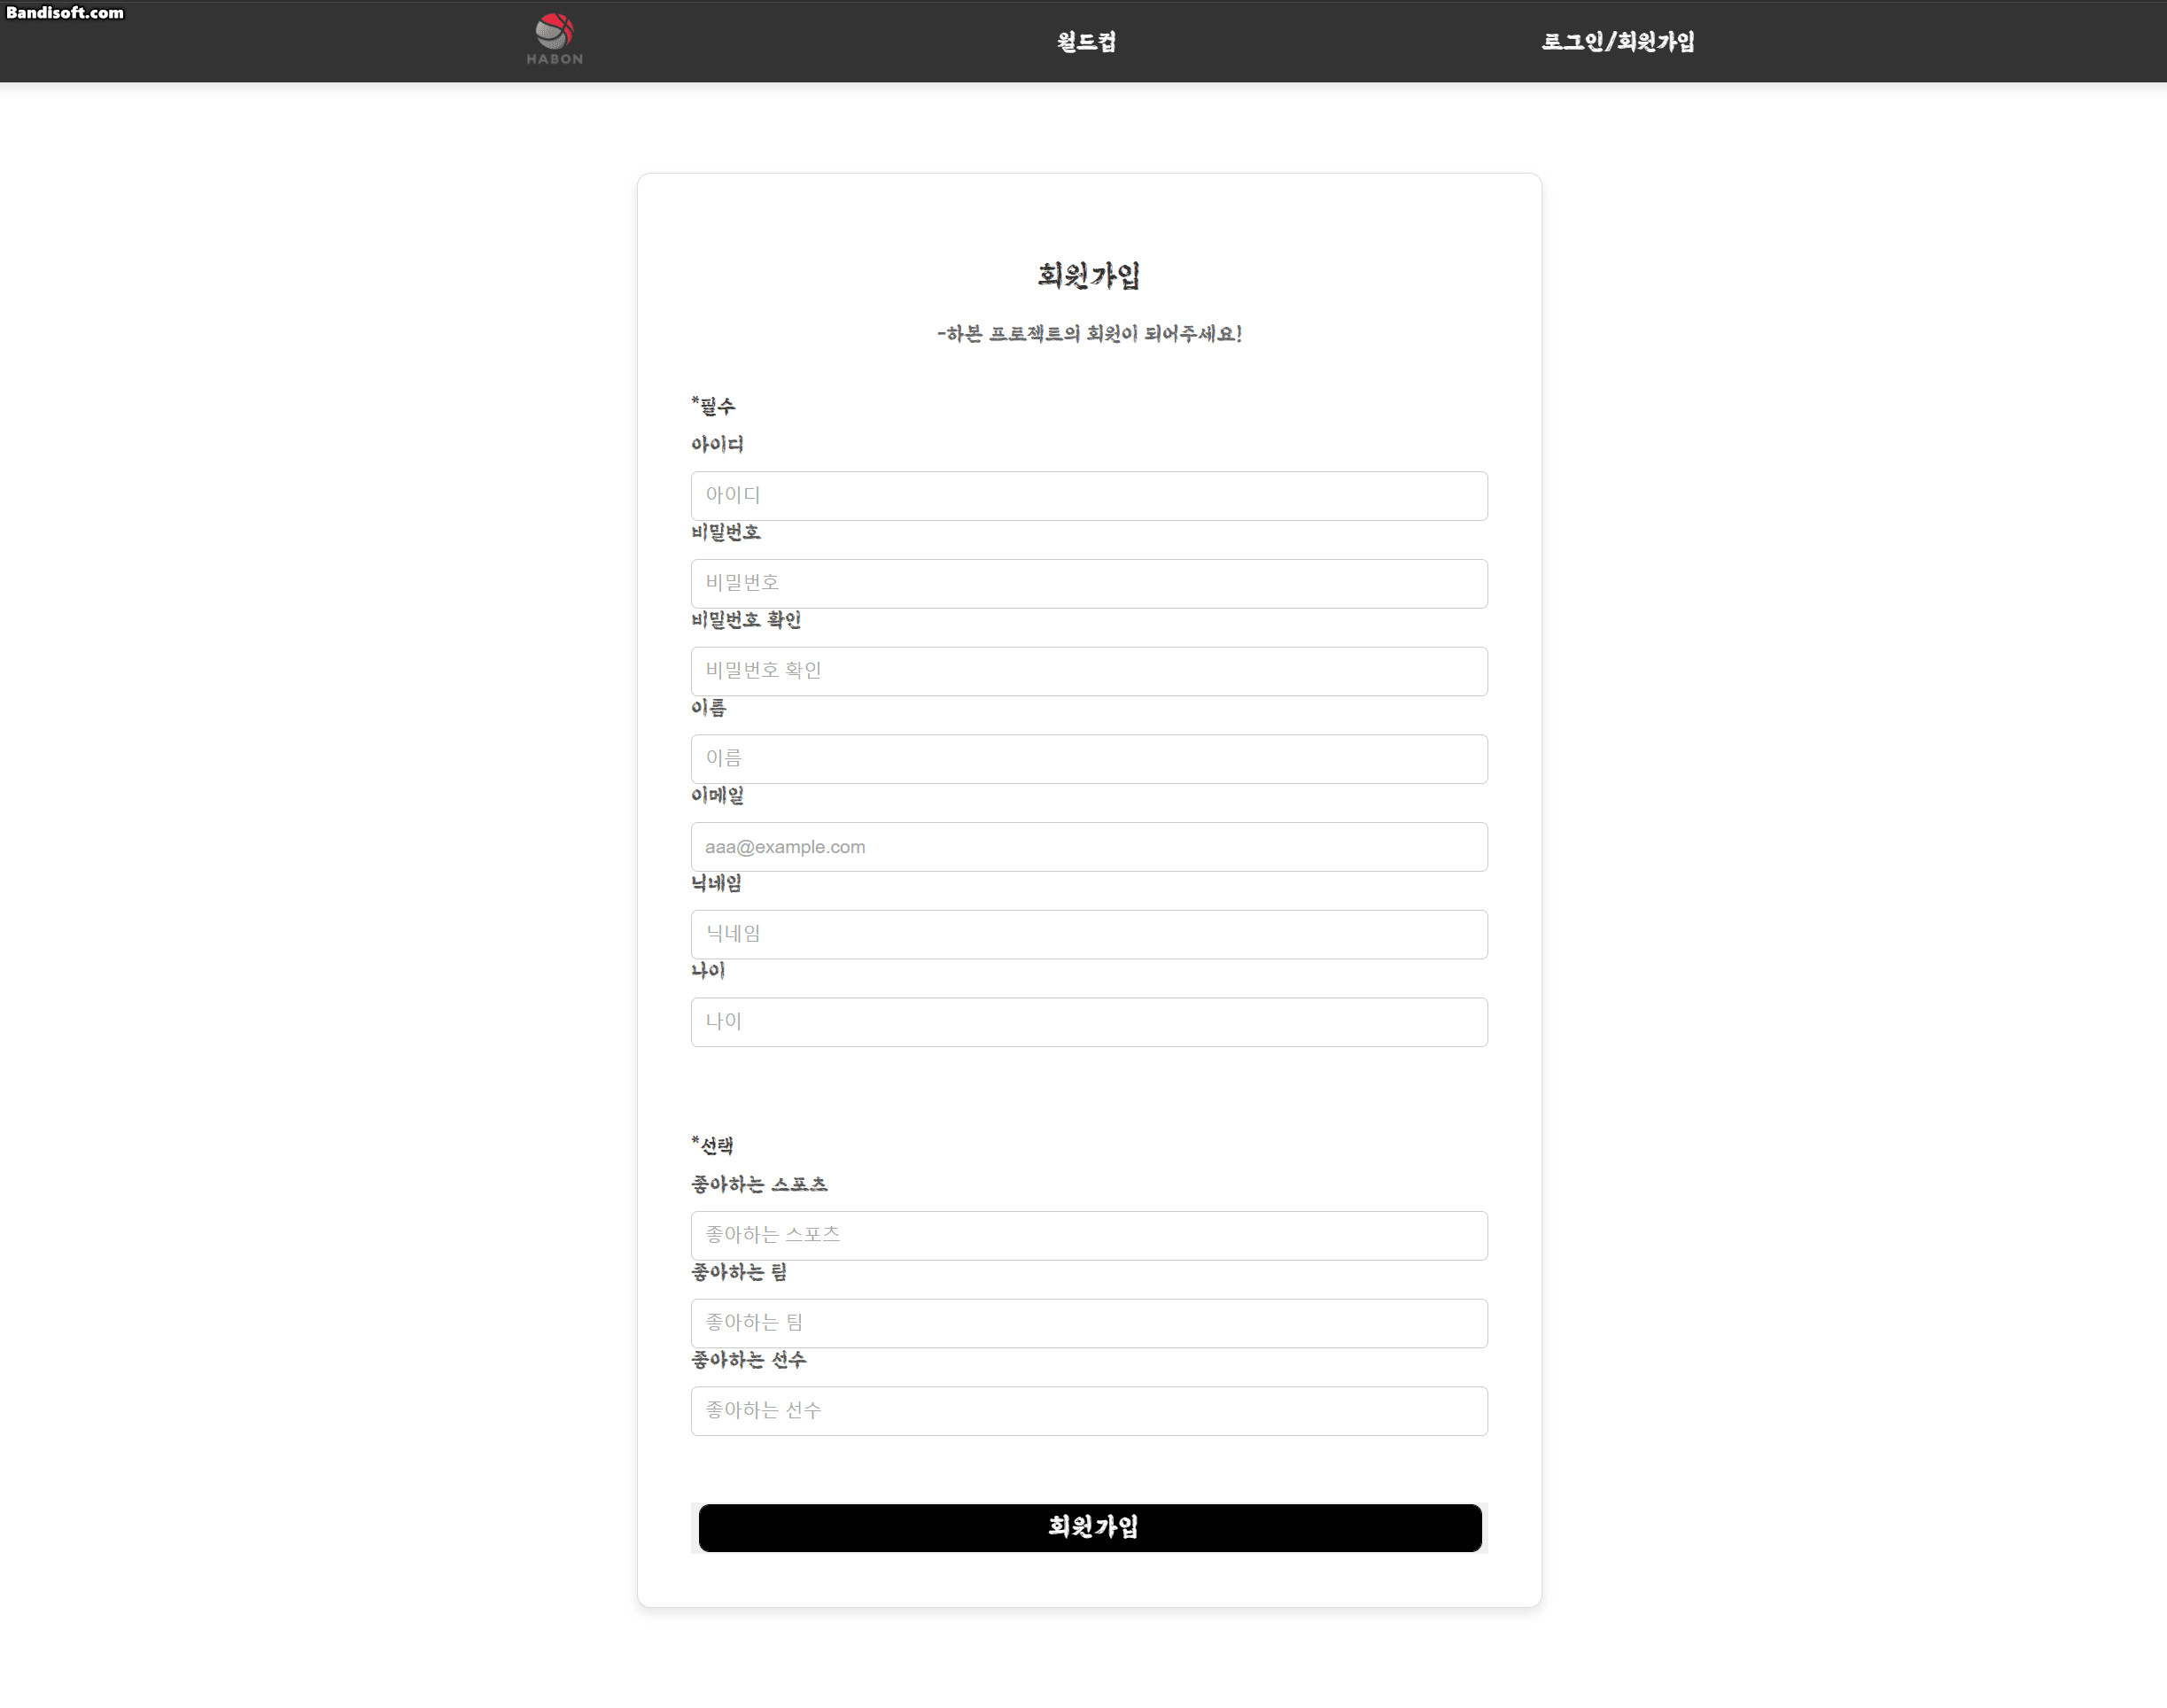 Bandisoft.com
HABON
월드컵
로그인/회원가입
회원가입
-하본 프로젝트의 회원이 되어주세요!
*필수
아이디
아이디
비밀번호
비밀번호
비밀번호 확인
비밀번호 확인
이름
이름
이메일
aaa@example.com
닉네임
닉네임
나이
나이
*선택
좋아하는 스포츠
좋아하는 스포츠
좋아하는 팀
좋아하는 팀
좋아하는 선수
좋아하는 선수
회원가입